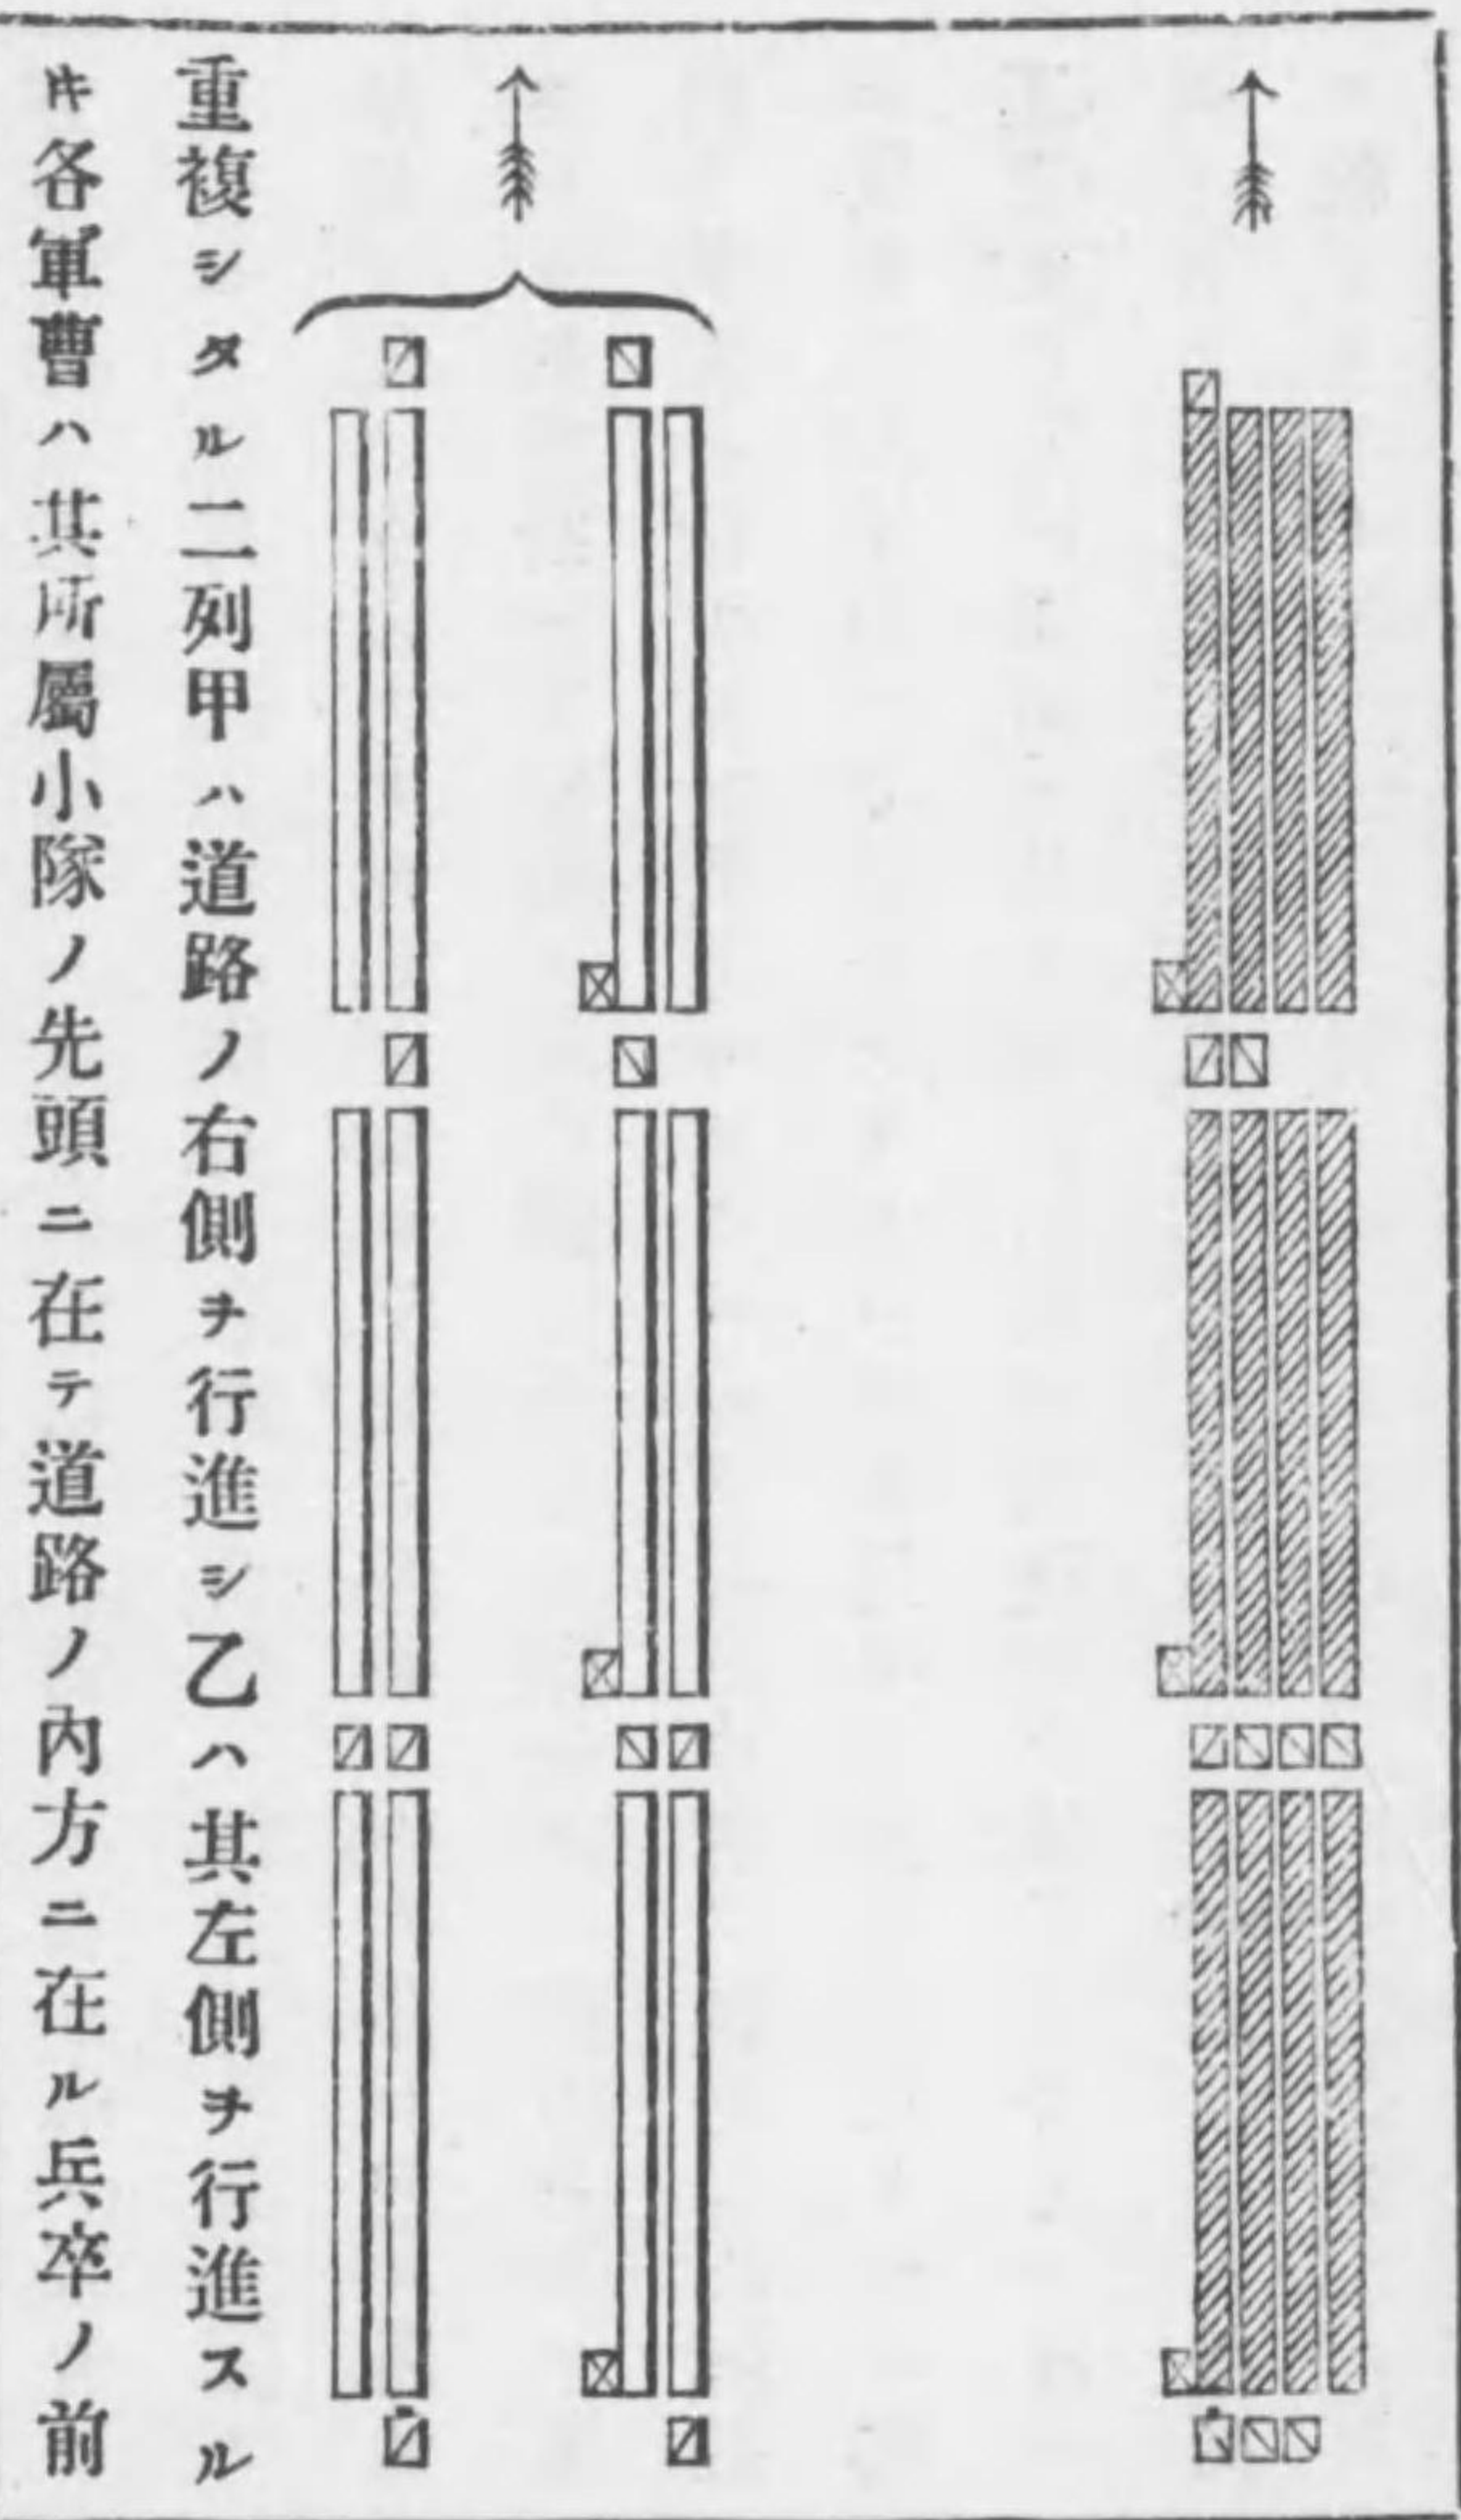 重複シタル二列甲ハ道路ノ右側ヲ行進シ乙ハ其左側ヲ行進スル
𪜈各軍曹ハ其所屬小隊ノ先頭ニ在テ道路ノ內方ニ在ル兵卒ノ前